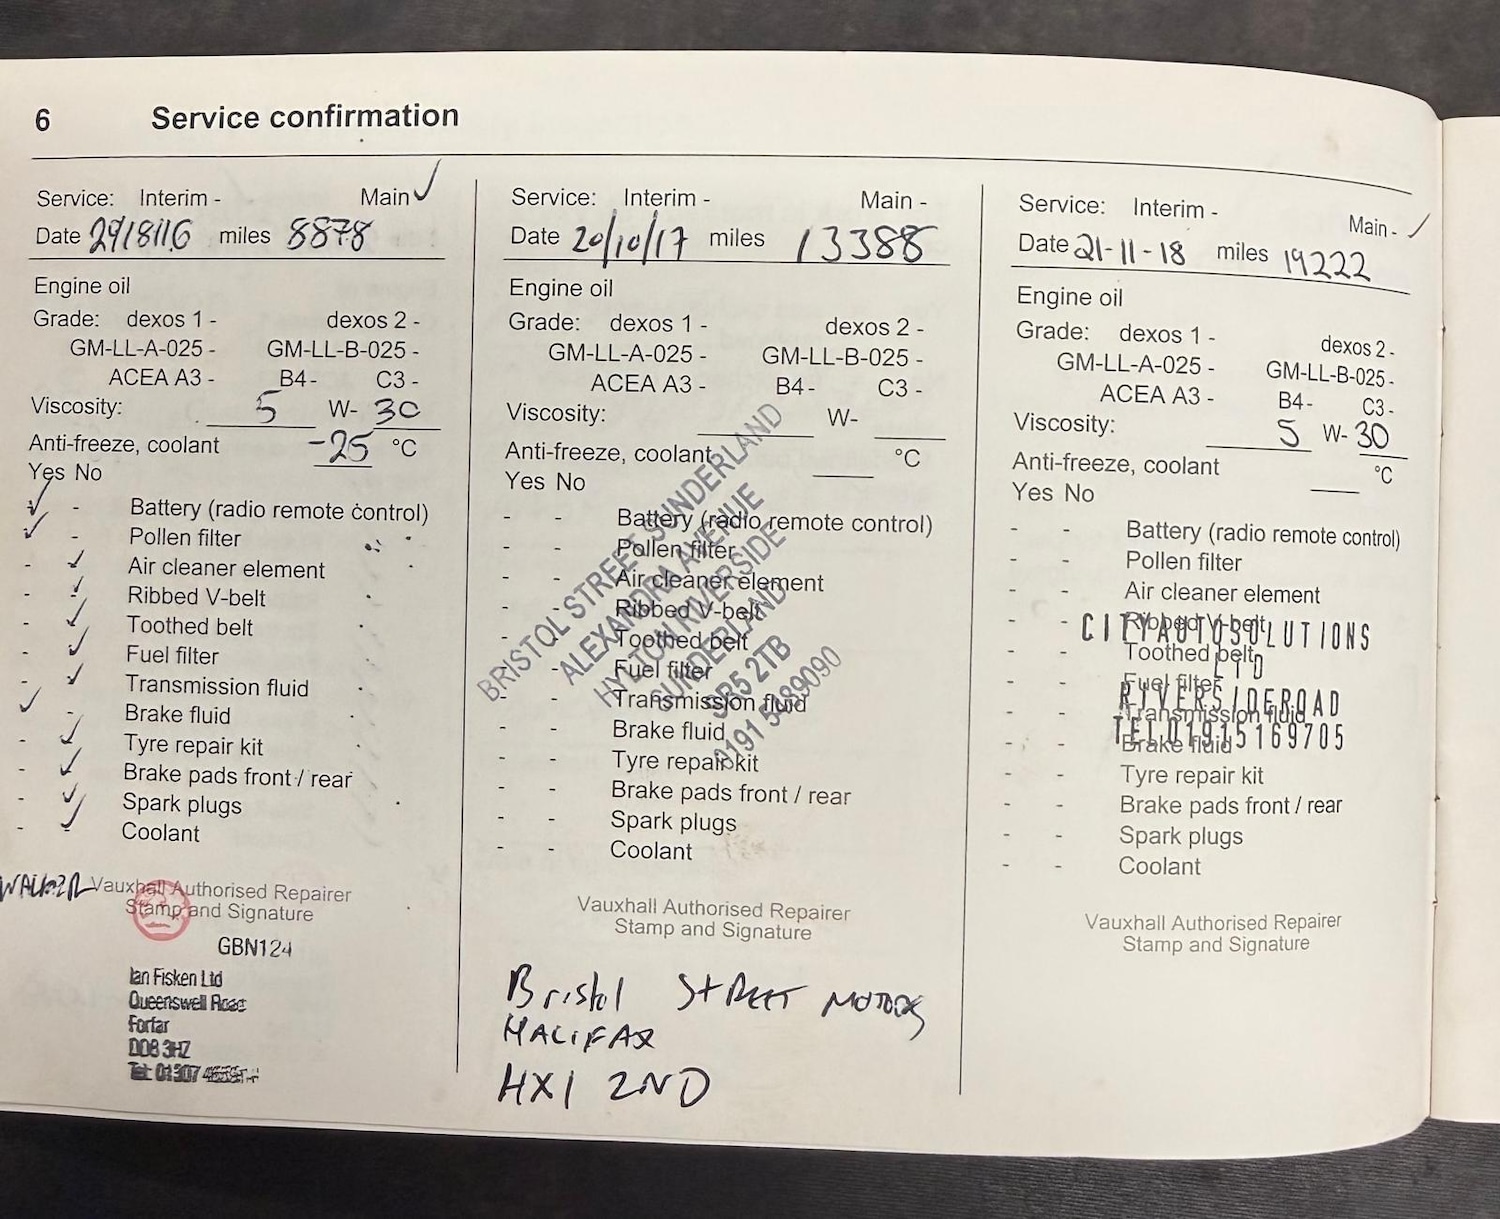 6 Service confirmation
Service: Interim - Main ✓
Date 29/8/16 miles 8878
Engine oil
Grade: dexos 1 - dexos 2 -
GM-LL-A-025 - GM-LL-B-025 -
ACEA A3 - B4 - C3 -
Viscosity: 5 W- 30
Anti-freeze, coolant -25 °C
Yes No
✓ - Battery (radio remote control)
✓ - Pollen filter
- ✓ Air cleaner element
- ✓ Ribbed V-belt
- ✓ Toothed belt
- ✓ Fuel filter
- ✓ Transmission fluid
✓ - Brake fluid
- ✓ Tyre repair kit
- ✓ Brake pads front / rear
- ✓ Spark plugs
- ✓ Coolant
Vauxhall Authorised Repairer
Stamp and Signature
GBN124
Ian Fisken Ltd
Queenswell Road
Forfar
DD8 3HZ
Tel: 01307
Service: Interim - Main -
Date 20/10/17 miles 13388
Engine oil
Grade: dexos 1 - dexos 2 -
GM-LL-A-025 - GM-LL-B-025 -
ACEA A3 - B4 - C3 -
Viscosity: W-
Anti-freeze, coolant °C
Yes No
- - Battery (radio remote control)
- - Pollen filter
- - Air cleaner element
- - Ribbed V-belt
- - Toothed belt
- - Fuel filter
- - Transmission fluid
- - Brake fluid
- - Tyre repair kit
- - Brake pads front / rear
- - Spark plugs
- - Coolant
BRISTOL STREET SUNDERLAND
ALEXANDRA AVENUE
HYLTON RIVERSIDE
SUNDERLAND
SR5 2TB
0191 5489090
Vauxhall Authorised Repairer
Stamp and Signature
Bristol STREET MOTORS
HALIFAX
HX1 2ND
Service: Interim - Main - ✓
Date 21-11-18 miles 19222
Engine oil
Grade: dexos 1 - dexos 2 -
GM-LL-A-025 - GM-LL-B-025 -
ACEA A3 - B4 - C3 -
Viscosity: 5 W- 30
Anti-freeze, coolant °C
Yes No
- - Battery (radio remote control)
- - Pollen filter
- - Air cleaner element
- - Ribbed V-belt
- - Toothed belt
- - Fuel filter
- - Transmission fluid
- - Brake fluid
- - Tyre repair kit
- - Brake pads front / rear
- - Spark plugs
- - Coolant
CITYAUTOSOLUTIONS
LTD
RIVERSIDEROAD
TEL01915169705
Vauxhall Authorised Repairer
Stamp and Signature